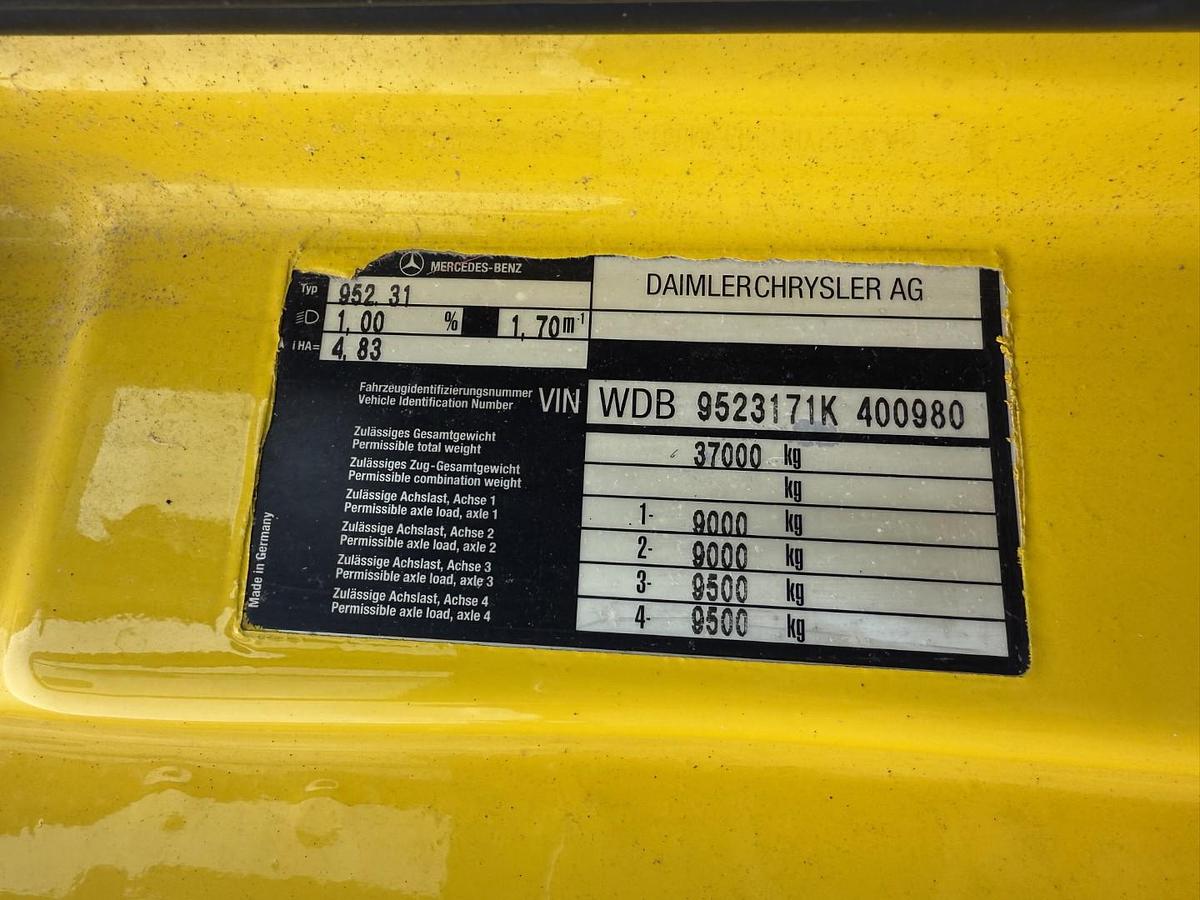 MERCEDES-BENZ
DAIMLERCHRYSLER AG
Typ 952. 31
1, 00 % 1, 70 m-1
iHA= 4, 83
Fahrzeugidentifizierungsnummer
Vehicle Identification Number
VIN WDB 9523171K 400980
Zulässiges Gesamtgewicht
Permissible total weight
37000 kg
Zulässiges Zug-Gesamtgewicht
Permissible combination weight
kg
Zulässige Achslast, Achse 1
Permissible axle load, axle 1
1- 9000 kg
Zulässige Achslast, Achse 2
Permissible axle load, axle 2
2- 9000 kg
Zulässige Achslast, Achse 3
Permissible axle load, axle 3
3- 9500 kg
Zulässige Achslast, Achse 4
Permissible axle load, axle 4
4- 9500 kg
Made in Germany